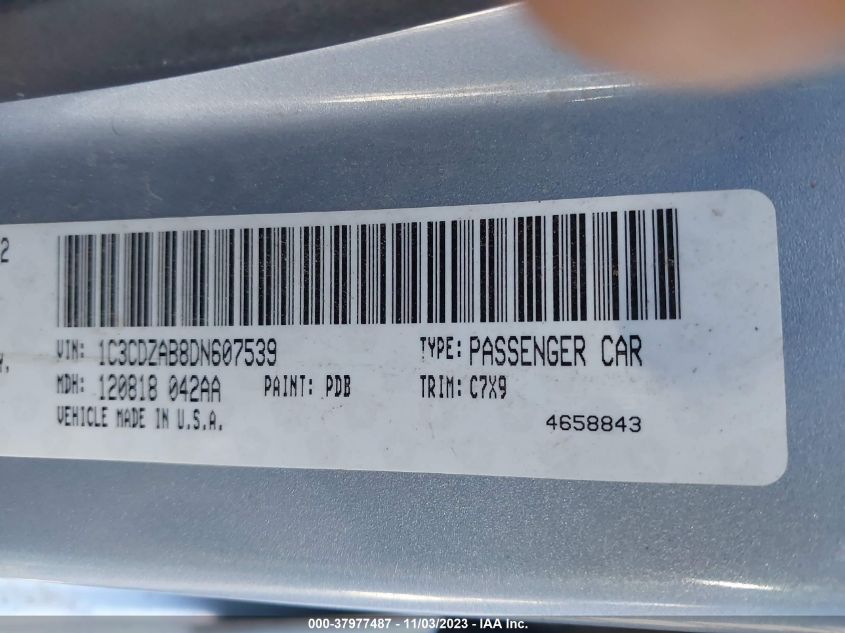 2
VIN: 1C3CDZAB8DN607539 TYPE: PASSENGER CAR
MDH: 120818 042AA PAINT: PDB TRIM: C7X9
VEHICLE MADE IN U.S.A. 4658843
000-37977487 - 11/03/2023 - IAA Inc.